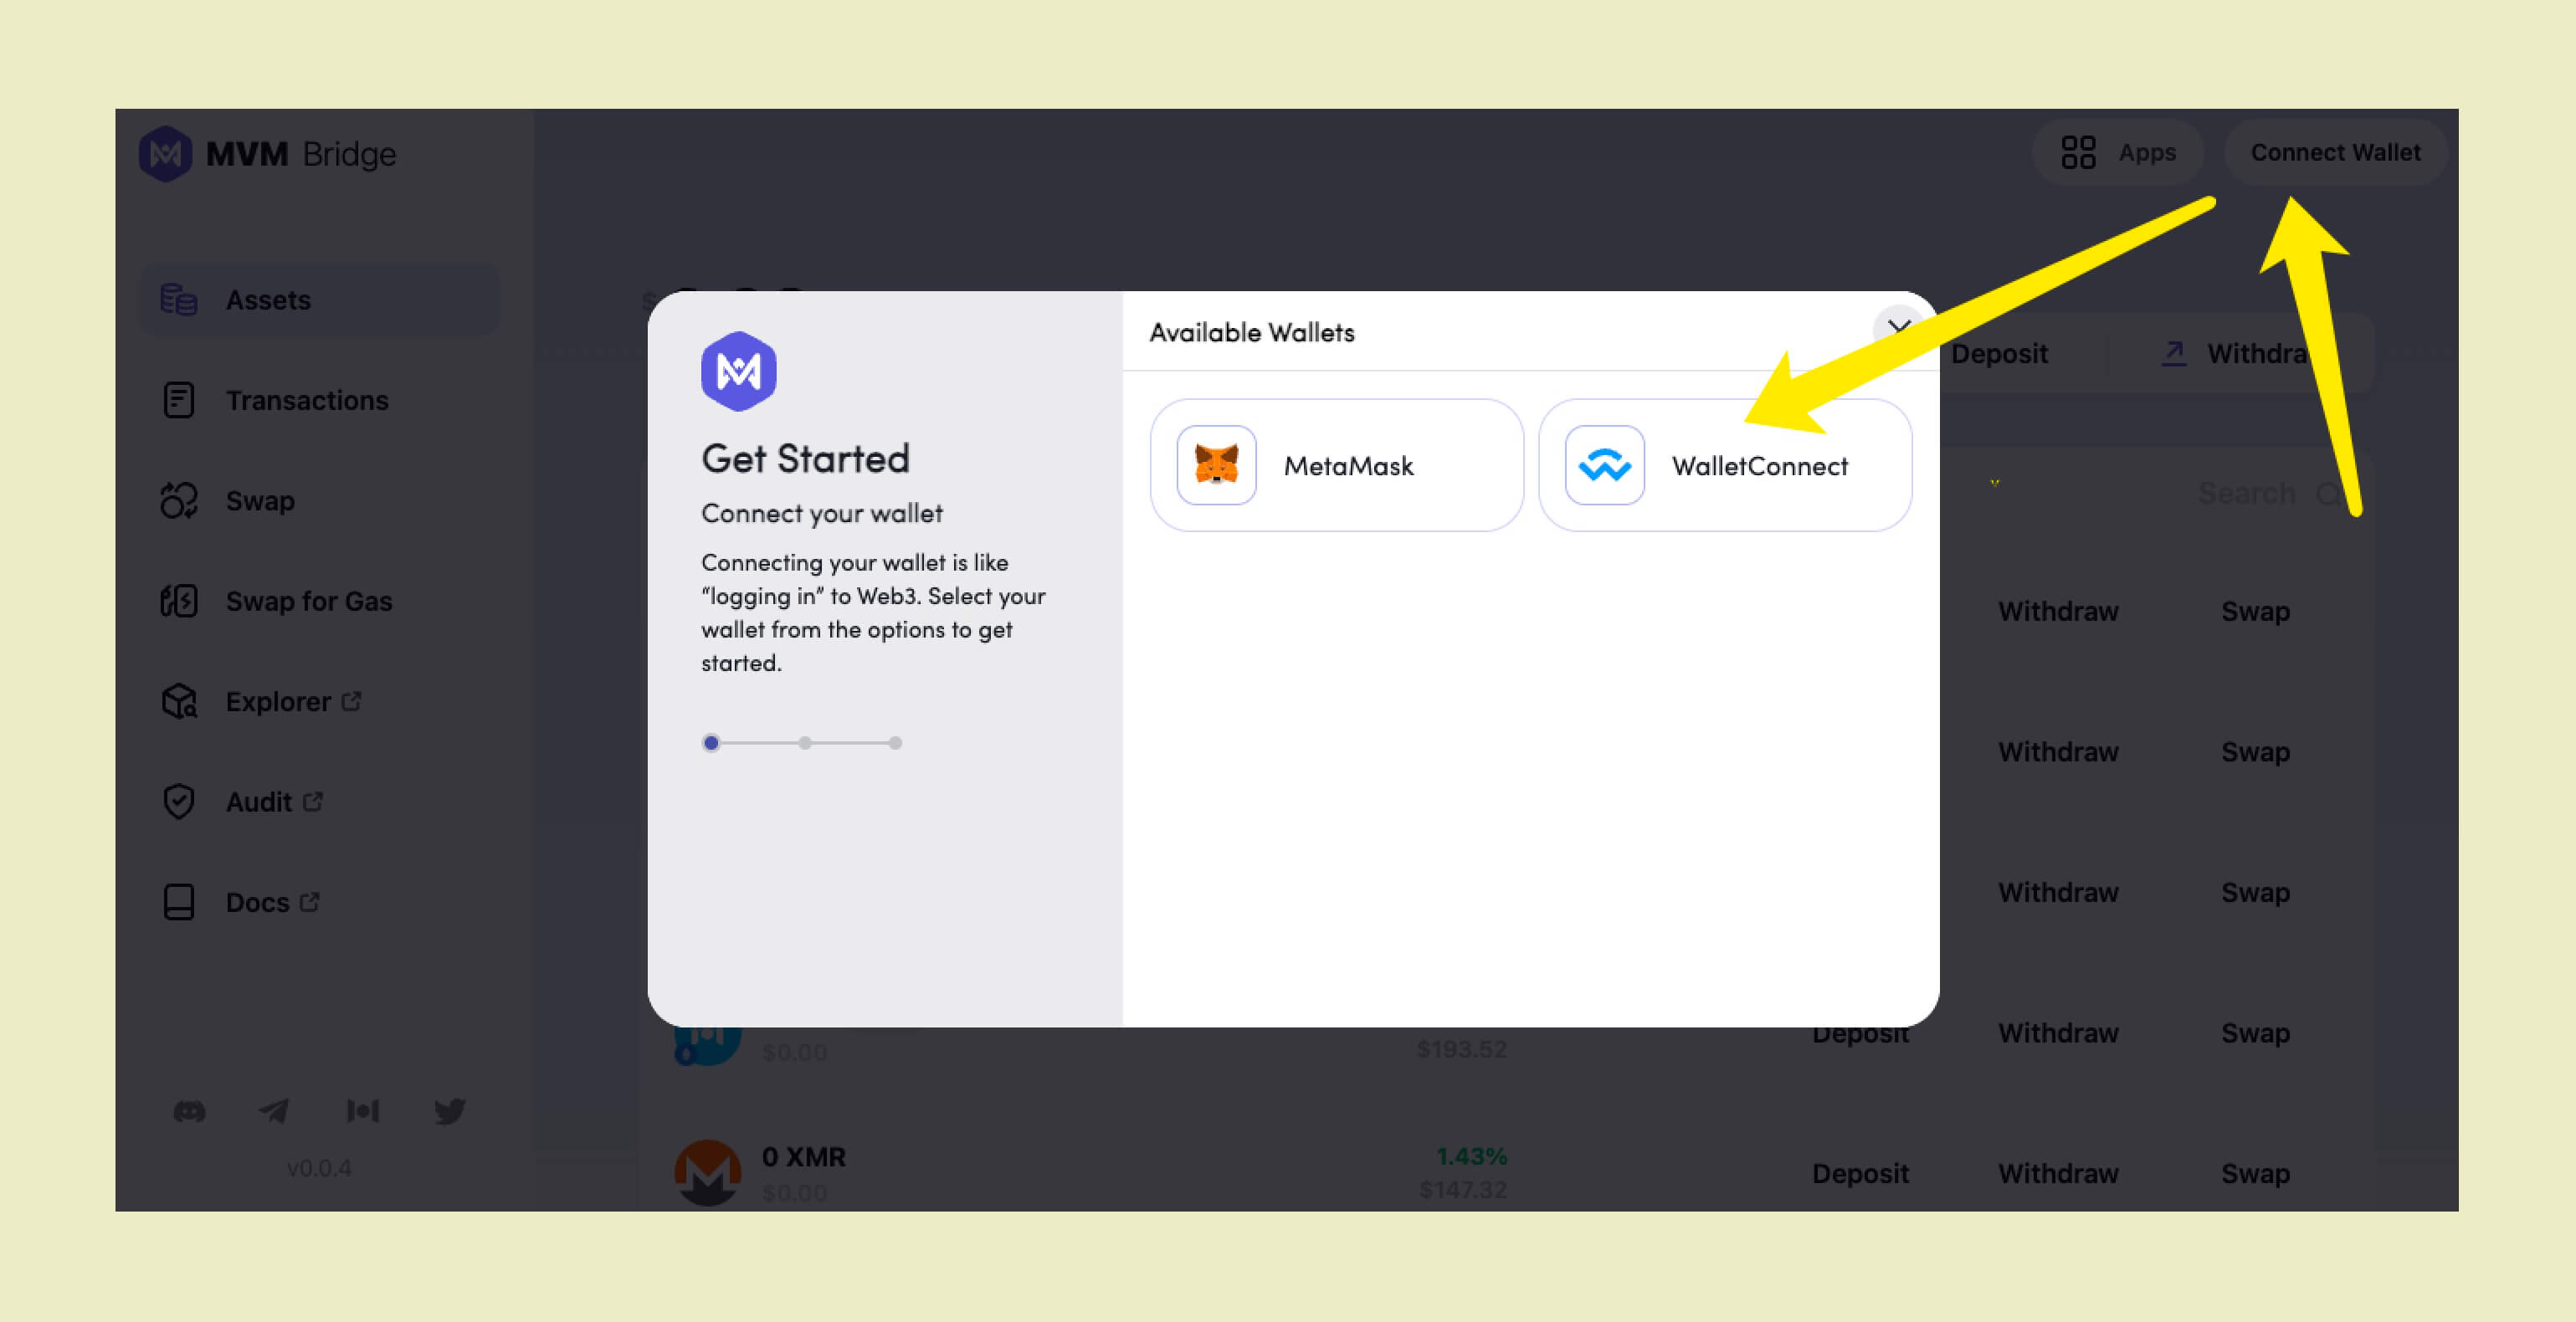 MVM Bridge
Apps
Connect Wallet
Assets
Transactions
Swap
Swap for Gas
Explorer
Audit
Docs
v0.0.4
Get Started
Connect your wallet
Connecting your wallet is like
“logging in” to Web3. Select your
wallet from the options to get
started.
Available Wallets
MetaMask
WalletConnect
Deposit
Search
Withdraw Swap
Withdraw Swap
Withdraw Swap
$0.00 $193.52 Deposit Withdraw Swap
0 XMR 1.43%
$0.00 $147.32
Deposit Withdraw Swap